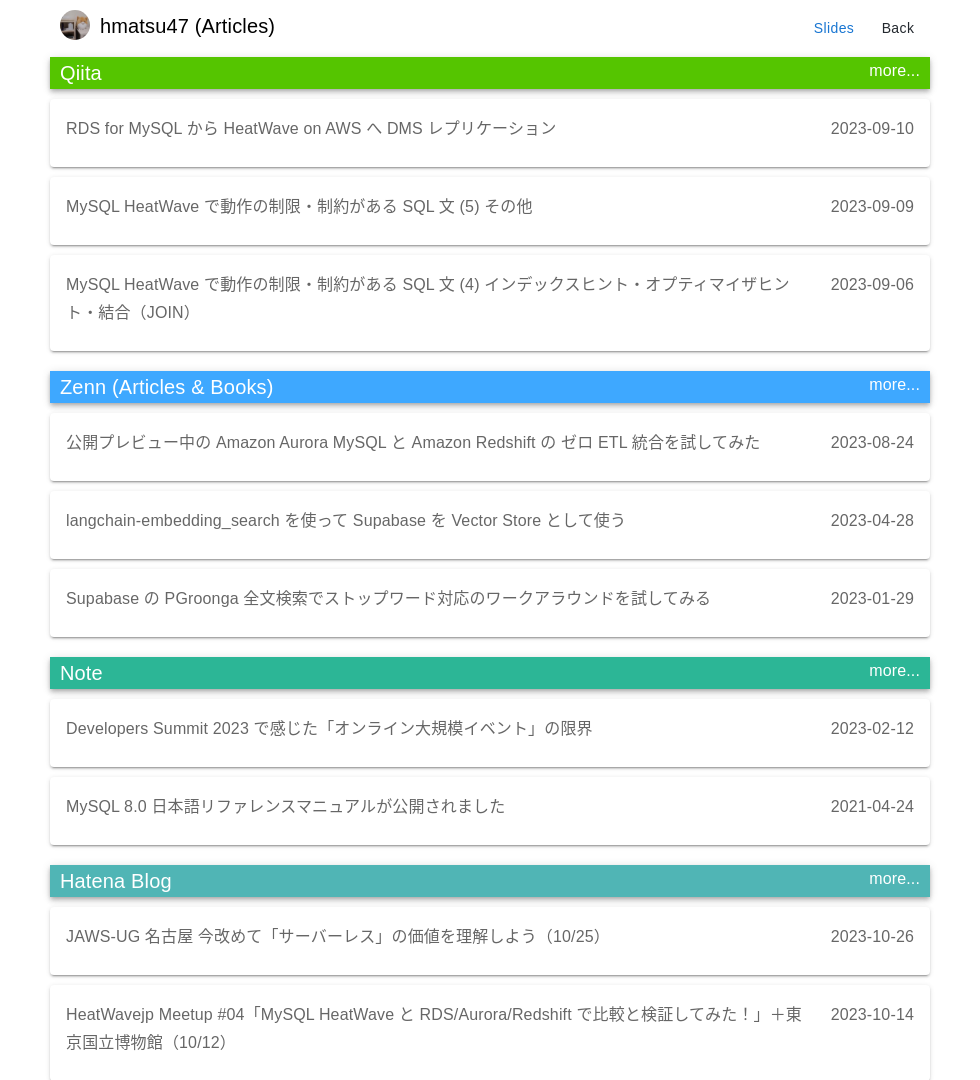 hmatsu47 (Articles)
Slides
Back
Qiita
more...
RDS for MySQL から HeatWave on AWS へ DMS レプリケーション
2023-09-10
MySQL HeatWave で動作の制限・制約がある SQL 文 (5) その他
2023-09-09
MySQL HeatWave で動作の制限・制約がある SQL 文 (4) インデックスヒント・オプティマイザヒン
ト・結合（JOIN）
2023-09-06
Zenn (Articles & Books)
more...
公開プレビュー中の Amazon Aurora MySQL と Amazon Redshift の ゼロ ETL 統合を試してみた
2023-08-24
langchain-embedding_search を使って Supabase を Vector Store として使う
2023-04-28
Supabase の PGroonga 全文検索でストップワード対応のワークアラウンドを試してみる
2023-01-29
Note
more...
Developers Summit 2023 で感じた「オンライン大規模イベント」の限界
2023-02-12
MySQL 8.0 日本語リファレンスマニュアルが公開されました
2021-04-24
Hatena Blog
more...
JAWS-UG 名古屋 今改めて「サーバーレス」の価値を理解しよう（10/25）
2023-10-26
HeatWavejp Meetup #04「MySQL HeatWave と RDS/Aurora/Redshift で比較と検証してみた！」＋東
京国立博物館（10/12）
2023-10-14